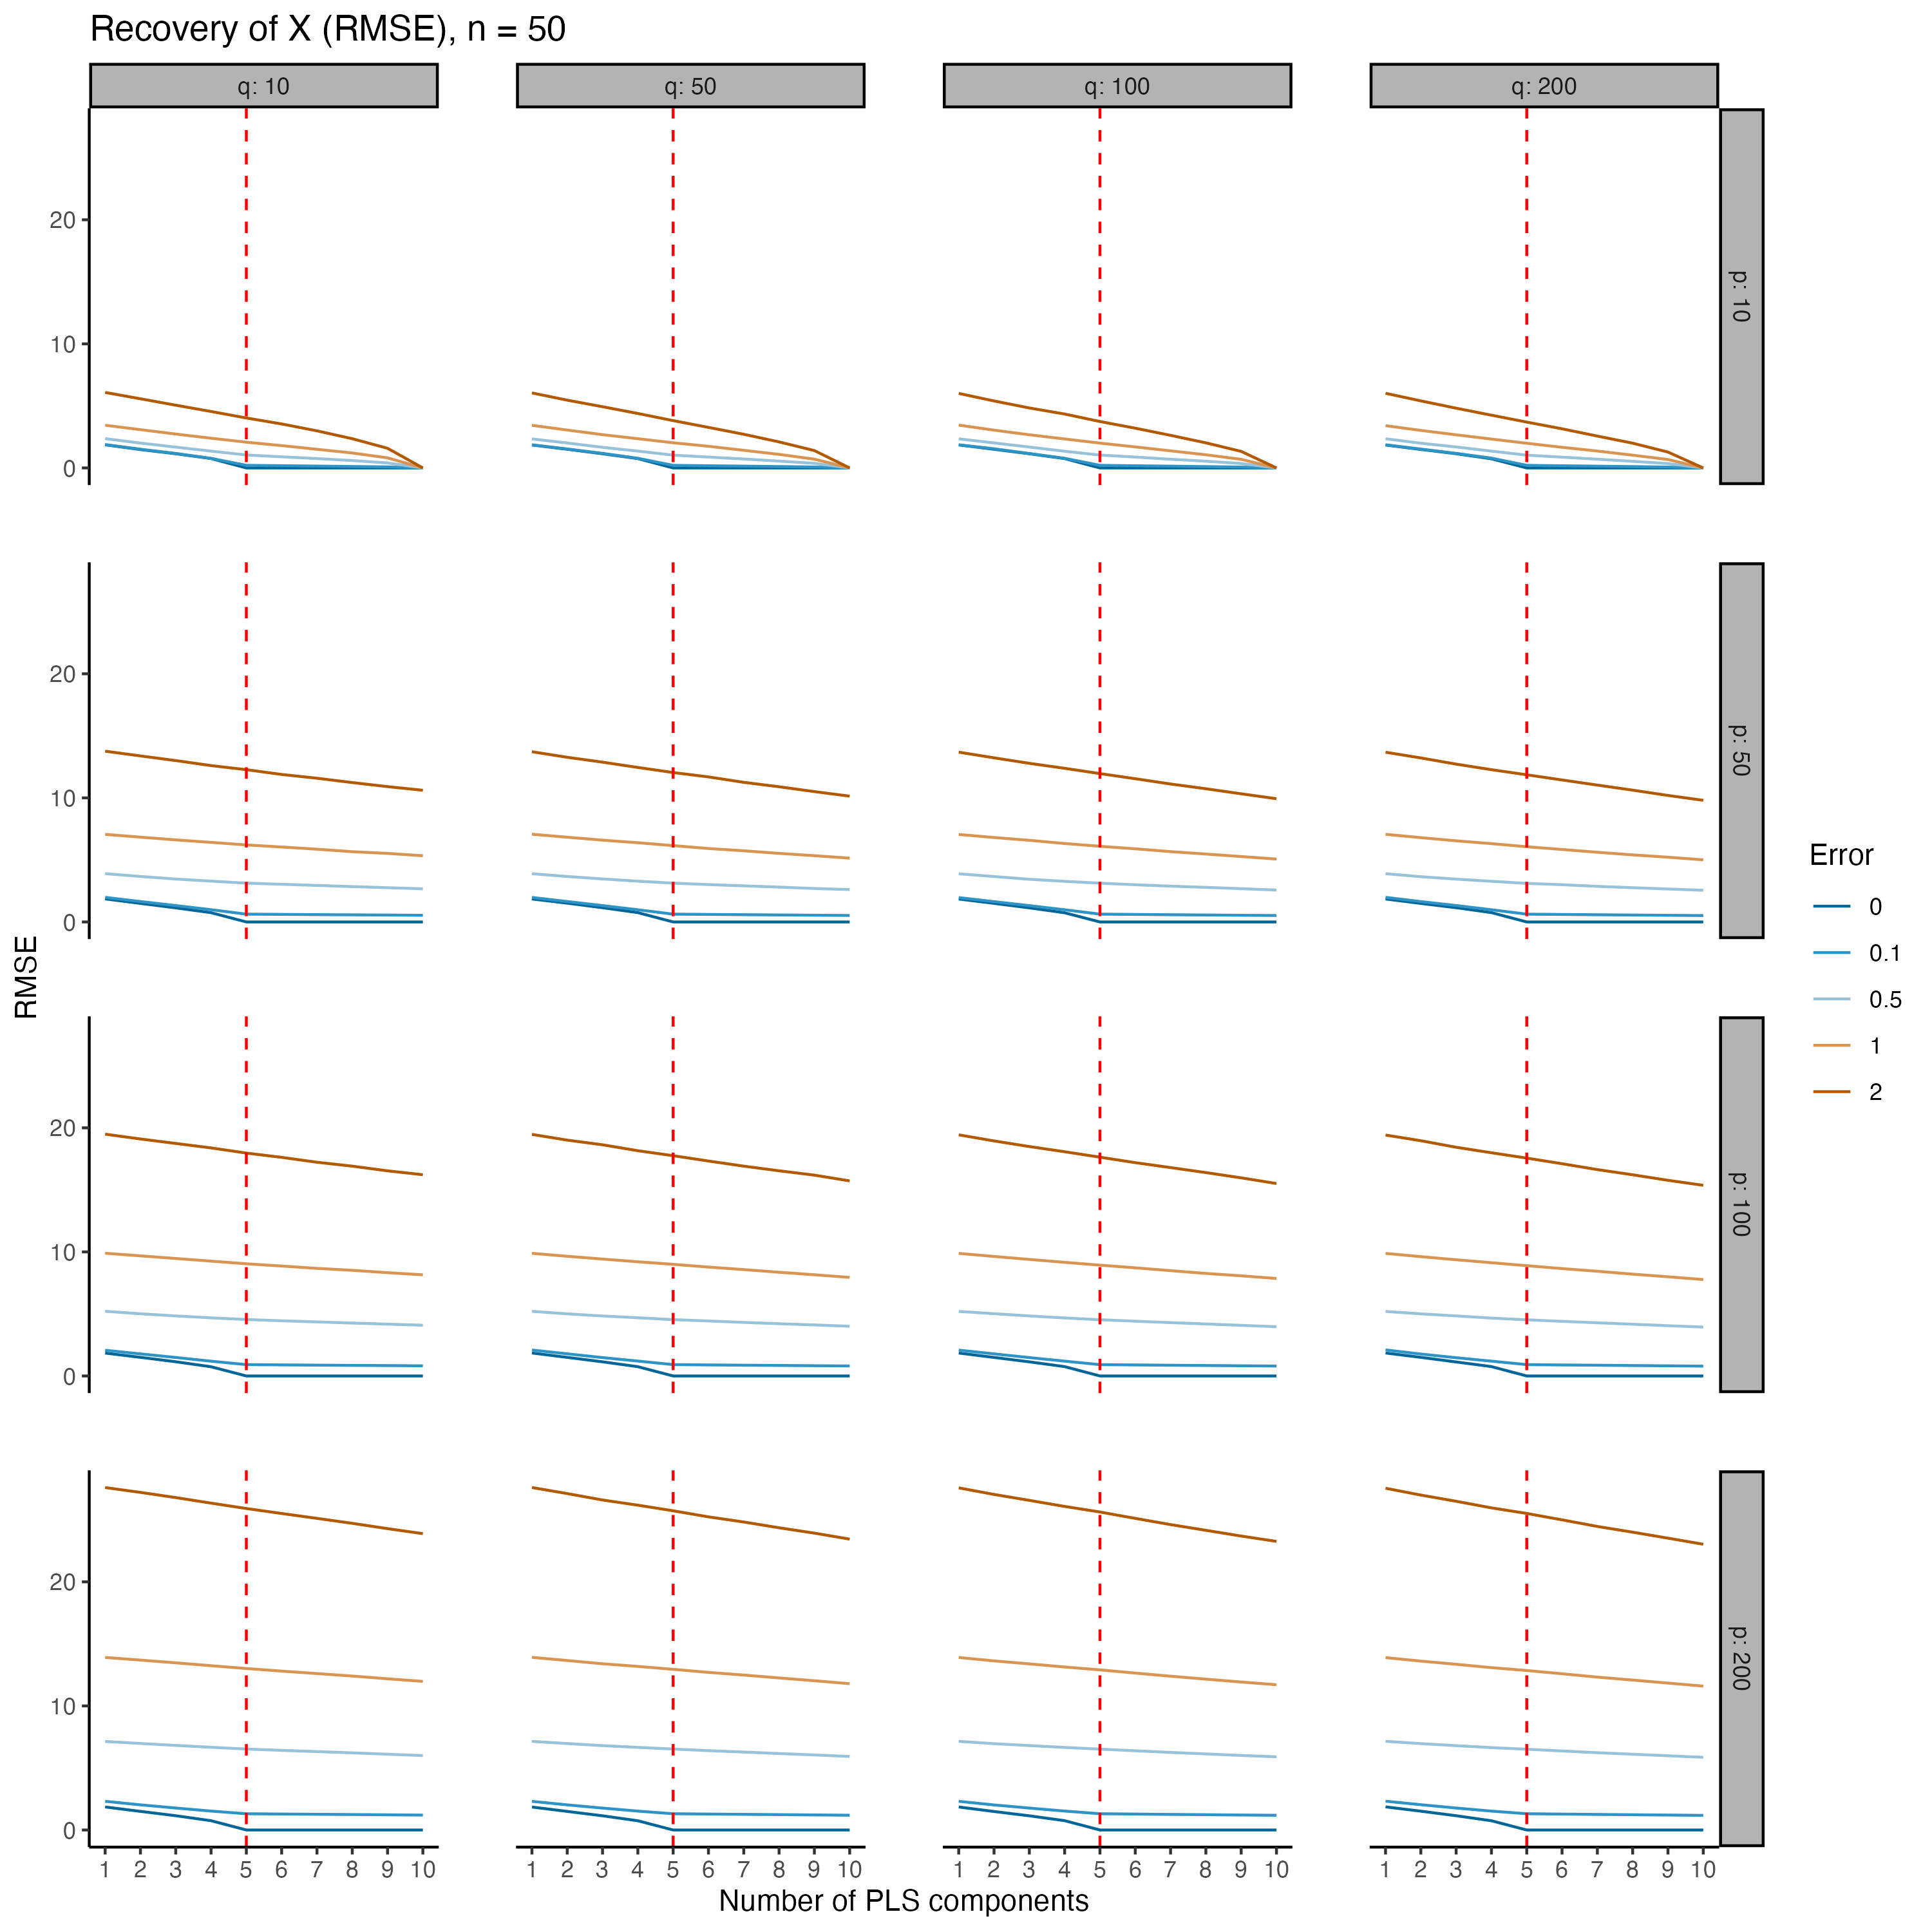 Recovery of X (RMSE), n = 50
q: 10
q: 50
q: 100
q: 200
20
10
0
p: 10
20
10
0
p: 50
20
10
0
p: 100
20
10
0
p: 200
RMSE
1 2 3 4 5 6 7 8 9 10
1 2 3 4 5 6 7 8 9 10
1 2 3 4 5 6 7 8 9 10
1 2 3 4 5 6 7 8 9 10
Number of PLS components
Error
0
0.1
0.5
1
2